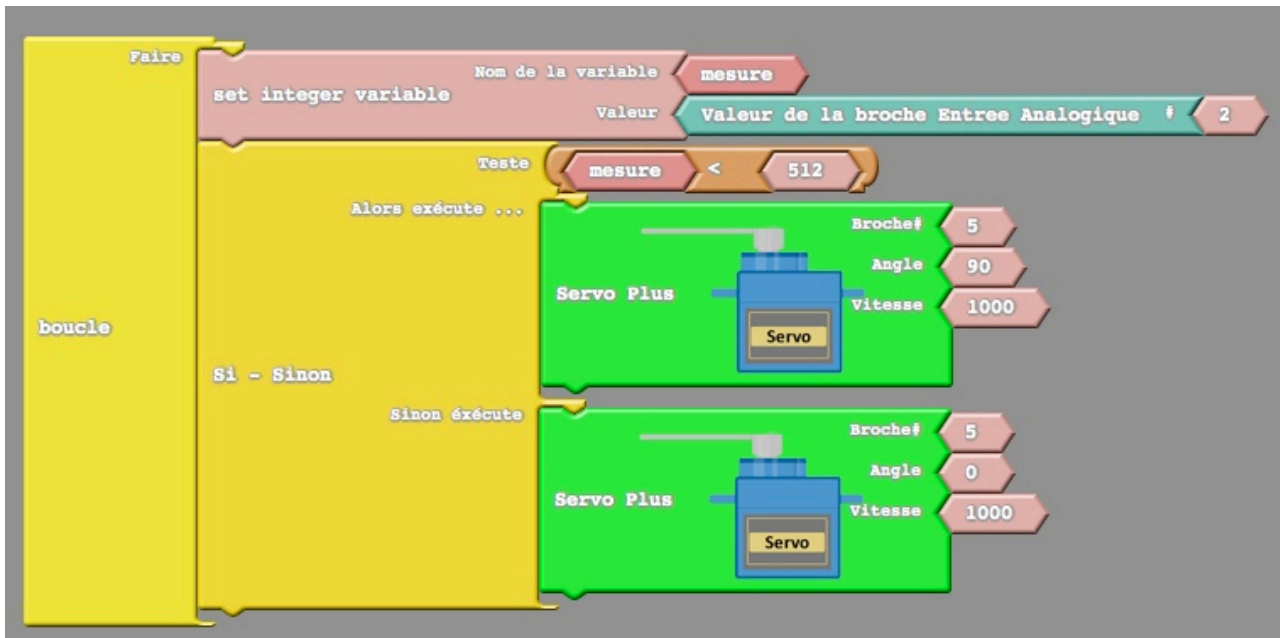 Faire
Nom de la variable mesure
set integer variable
Valeur Valeur de la broche Entree Analogique # 2
Teste mesure < 512
Alors exécute ...
Broche# 5
Angle 90
Servo Plus
Vitesse 1000
Servo
boucle
Si - Sinon
Sinon éxécute
Broche# 5
Angle 0
Servo Plus
Vitesse 1000
Servo